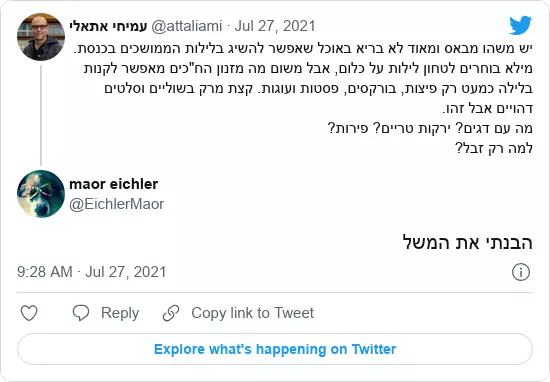 עמיחי אתאלי @attaliami · Jul 27, 2021
יש משהו מבאס ומאוד לא בריא באוכל שאפשר להשיג בלילות הממושכים בכנסת.
מילא בוחרים לטחון לילות על כלום, אבל משום מה מזנון הח"כים מאפשר לקנות
בלילה כמעט רק פיצות, בורקסים, פסטות ועוגות. קצת מרק בשוליים וסלטים
דהויים אבל זהו.
מה עם דגים? ירקות טריים? פירות?
למה רק זבל?
maor eichler
@EichlerMaor
הבנתי את המשל
9:28 AM · Jul 27, 2021
Reply
Copy link to Tweet
Explore what's happening on Twitter